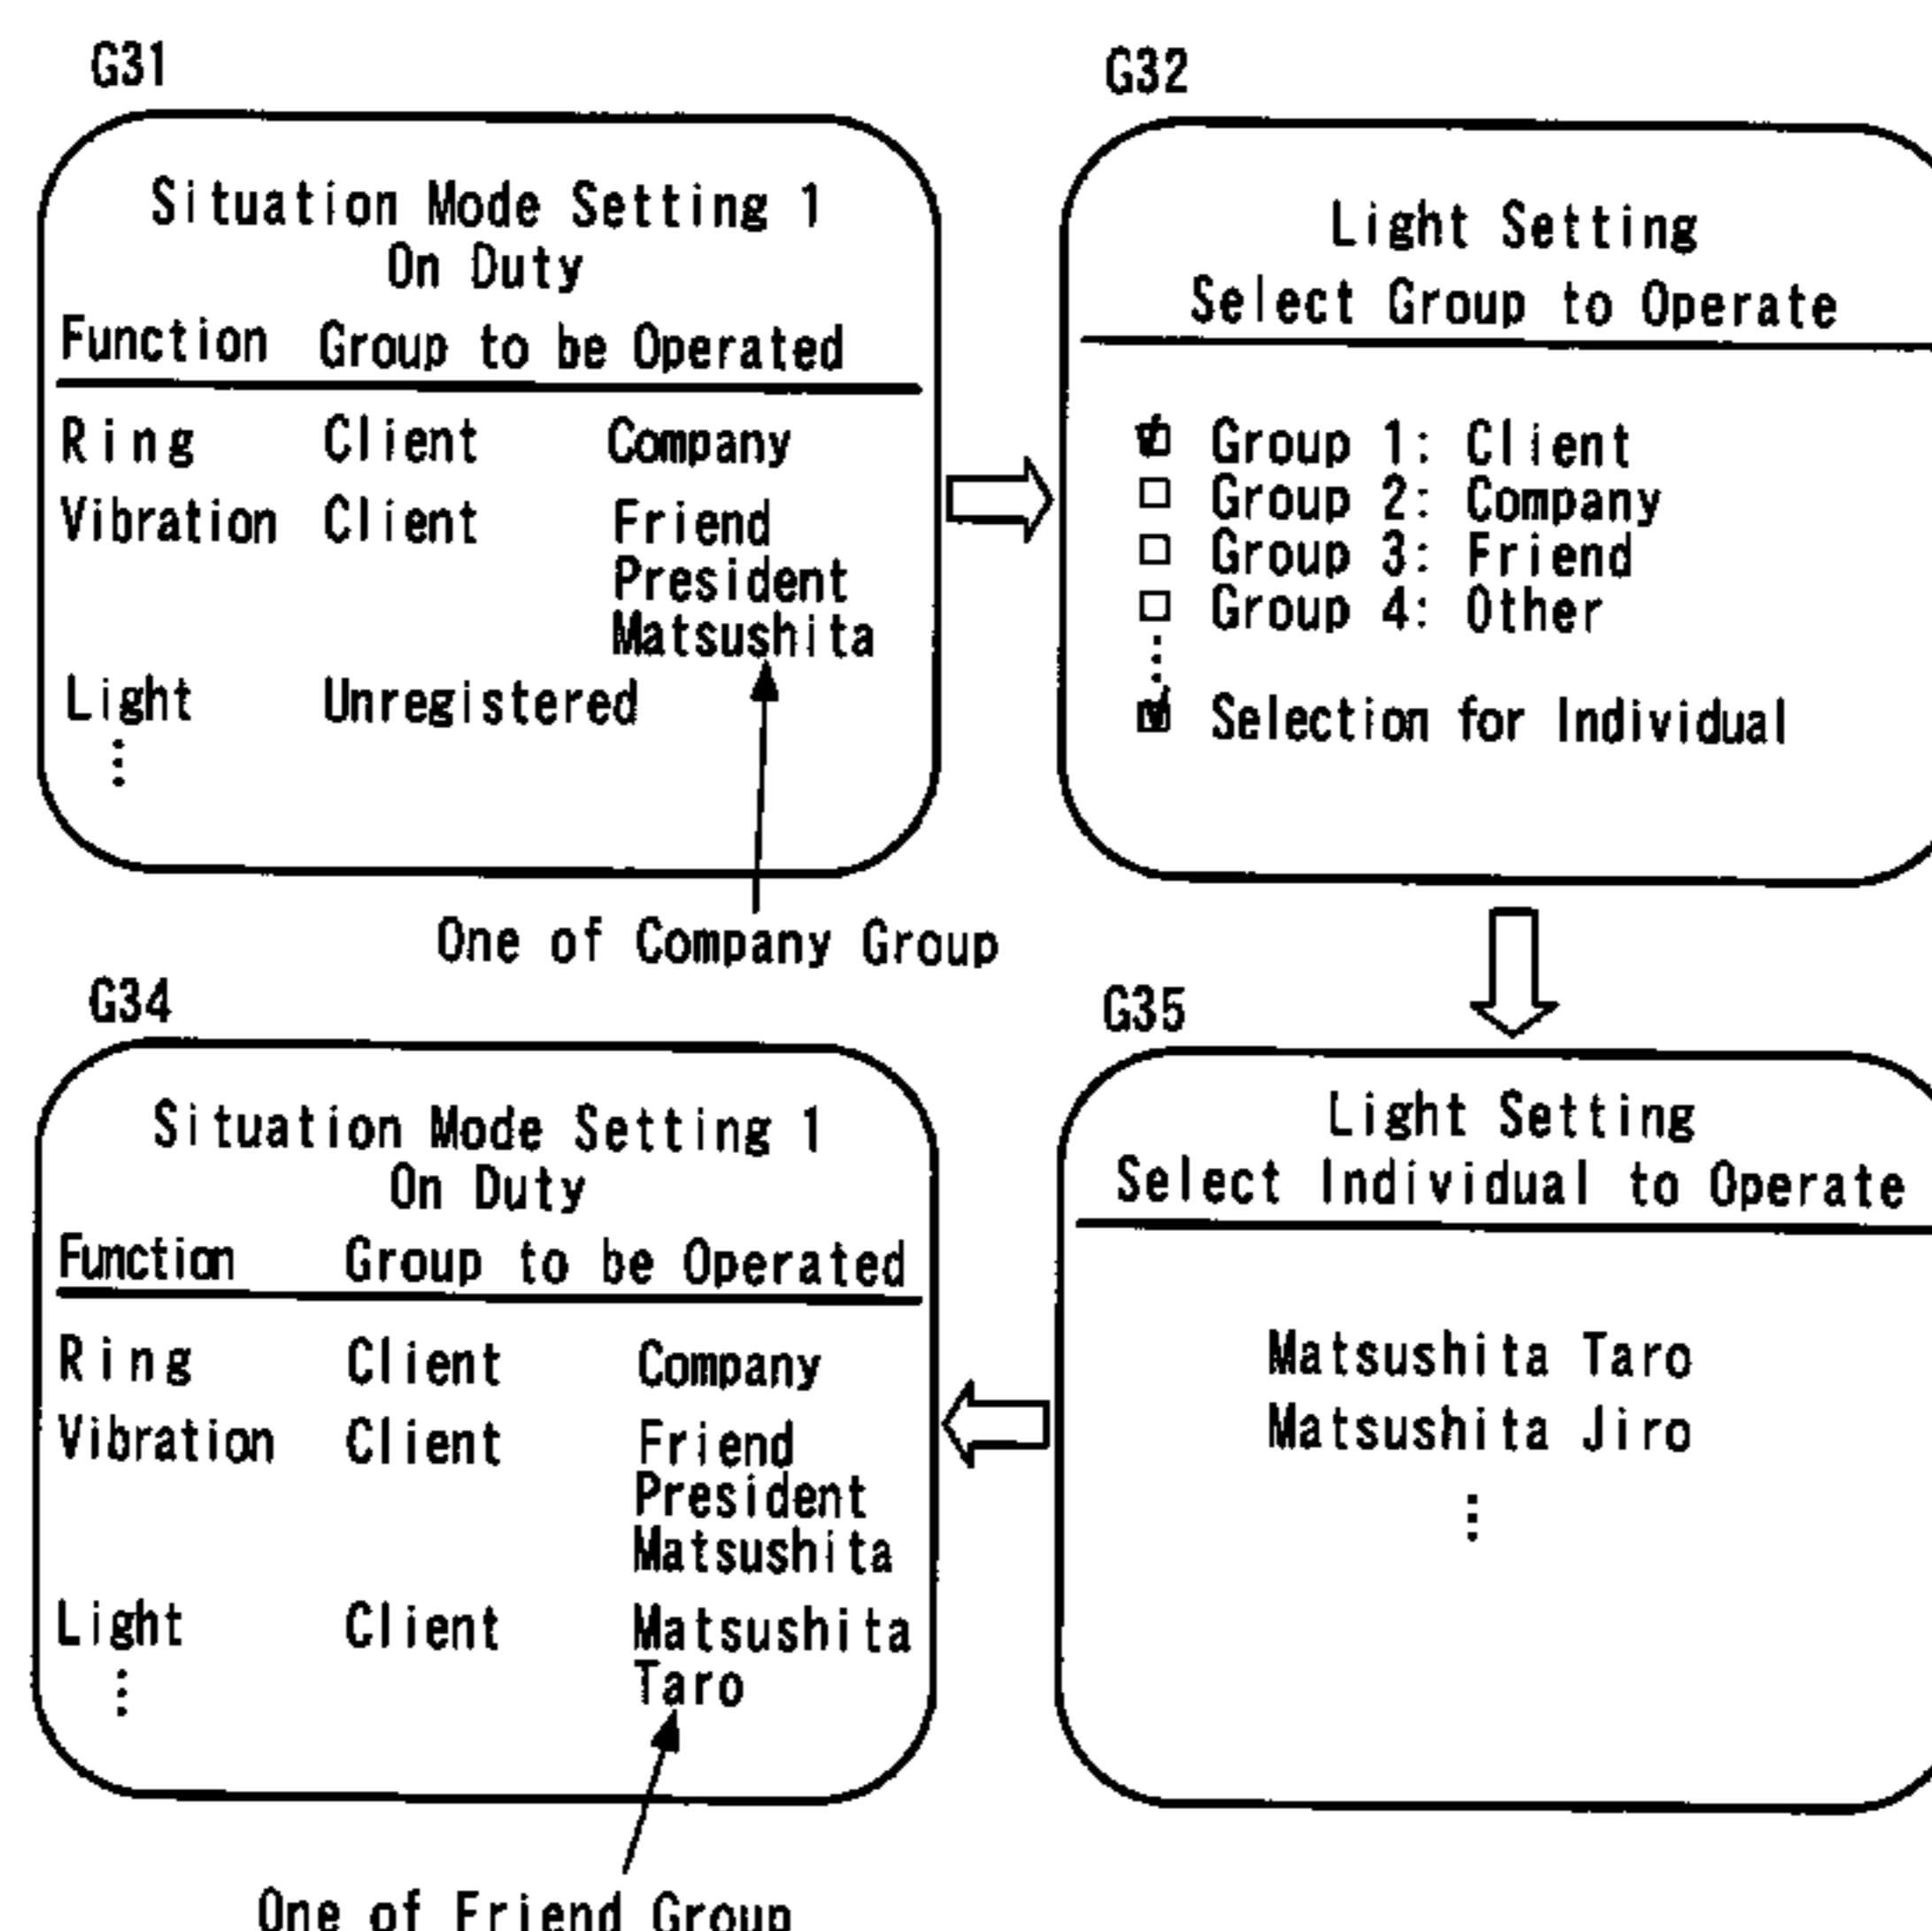 G31
Situation Mode Setting 1
On Duty
Function Group to be Operated
Ring Client Company
Vibration Client Friend
President
Matsushita
Light Unregistered
One of Company Group
G32
Light Setting
Select Group to Operate
Group 1: Client
Group 2: Company
Group 3: Friend
Group 4: Other
Selection for Individual
G35
Light Setting
Select Individual to Operate
Matsushita Taro
Matsushita Jiro
G34
Situation Mode Setting 1
On Duty
Function Group to be Operated
Ring Client Company
Vibration Client Friend
President
Matsushita
Light Client Matsushita
Taro
One of Friend Group